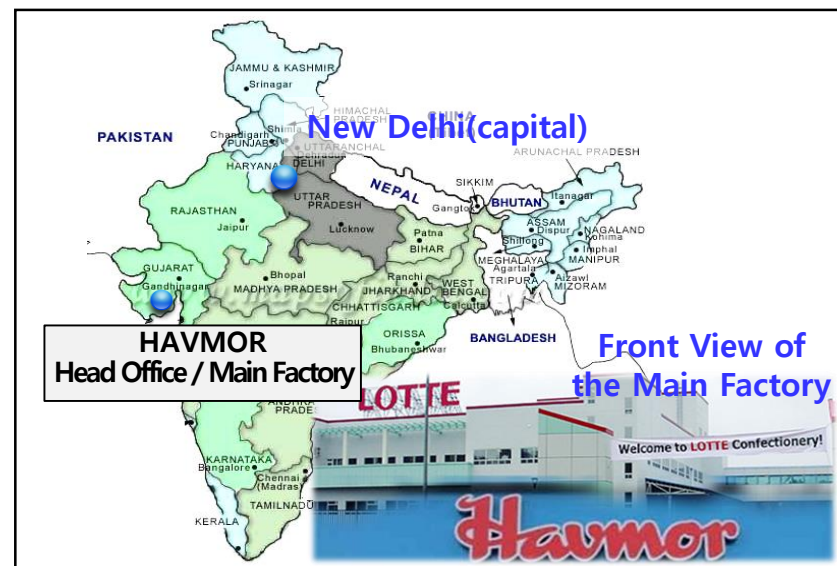 JAMMU & KASHMIR
Srinagar
HIMACHAL
PRADESH
CHINA
Shimla
New Delhi(capital)
PAKISTAN
Chandigarh
PUNJAB
UTTARANCHAL
Dehradun
ARUNACHAL PRADESH
HARYANA
DELHI
NEPAL
SIKKIM
Itanagar
UTTAR
PRADESH
Gangtok
BHUTAN
RAJASTHAN
Jaipur
Lucknow
ASSAM
Dispur
NAGALAND
Kohima
Patna
BIHAR
Shillong
Imphal
MANIPUR
MEGHALAYA
Agartala
TRIPURA
Aizawl
MIZORAM
GUJARAT
Gandhinagar
Bhopal
MADHYA PRADESH
Ranchi
JHARKHAND
WEST
BENGAL
Calcutta
CHHATTISGARH
Raipur
ORISSA
Bhubaneshwar
BANGLADESH
HAVMOR
Head Office / Main Factory
Front View of
the Main Factory
LOTTE
Welcome to LOTTE Confectionery!
KARNATAKA
Bangalore
Chennai
(Madras)
TAMILNADU
KERALA
Havmor